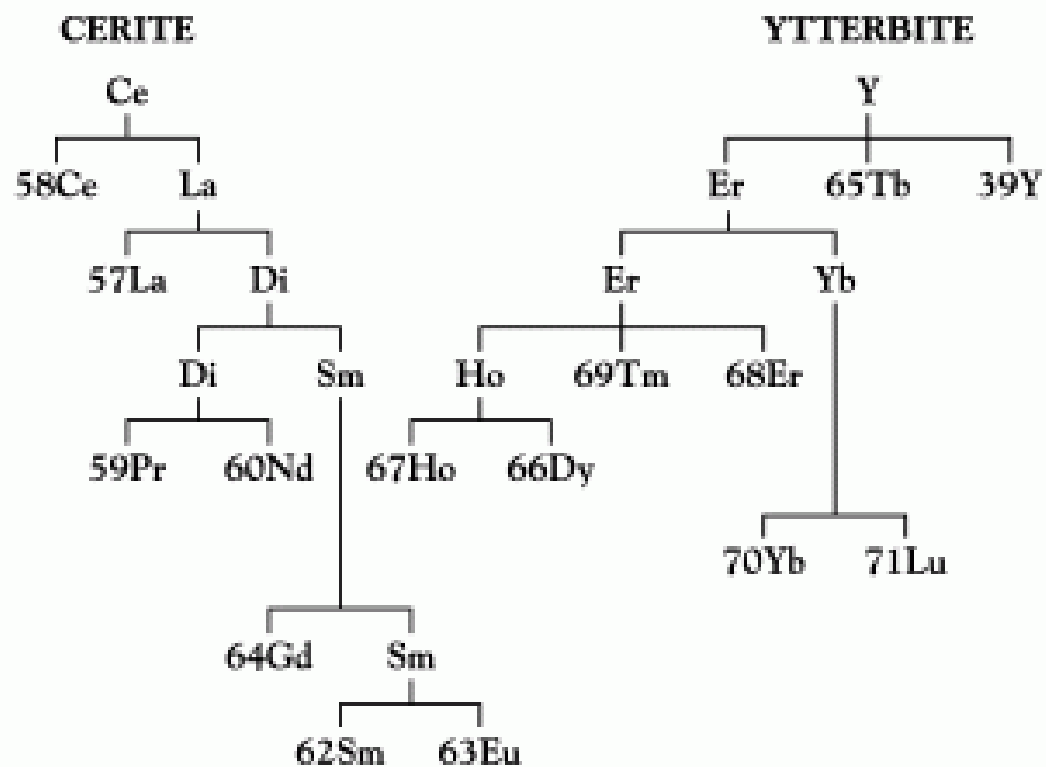 CERITE YTTERBITE
Ce Y
58Ce La Er 65Tb 39Y
57La Di Er Yb
Di Sm Ho 69Tm 68Er
59Pr 60Nd 67Ho 66Dy
70Yb 71Lu
64Gd Sm
62Sm 63Eu